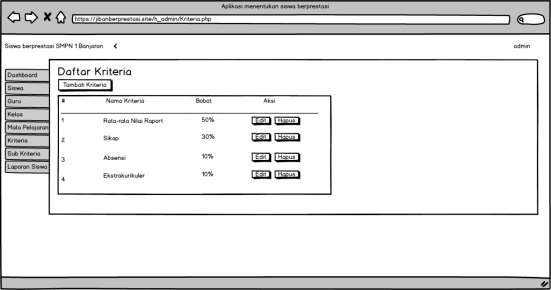 Aplikasi menentukan siswa berprestasi
https://jbanberprestasi.site/h_admin/Kriteria.php
Siswa berprestasi SMPN 1 Banjaran <
admin
Dashboard
Siswa
Guru
Kelas
Mata Pelajaran
Kriteria
Sub Kriteria
Laporan Siswa
Daftar Kriteria
Tambah Kriteria
# Nama Kriteria Bobot Aksi
1 Rata-rata Nilai Raport 50% Edit Hapus
2 Sikap 30% Edit Hapus
3 Absensi 10% Edit Hapus
4 Ekstrakurikuler 10% Edit Hapus